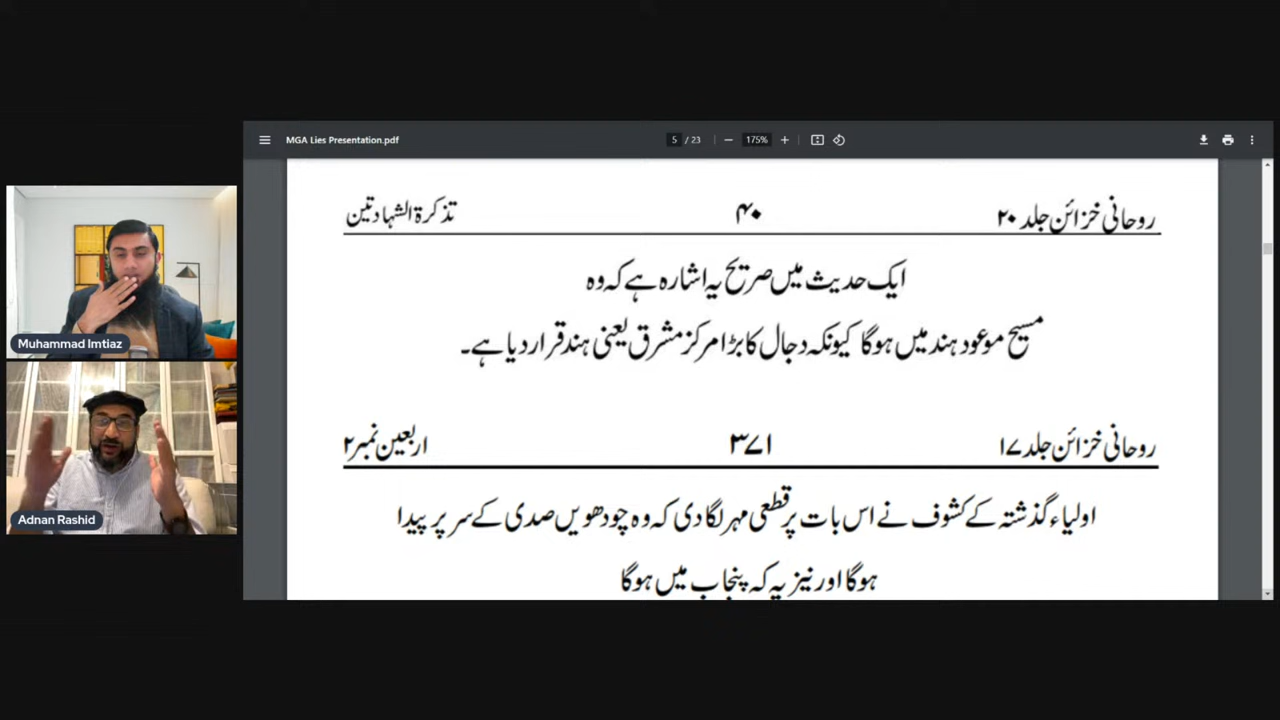 MGA Lies Presentation.pdf 5 / 23 175%
روحانی خزائن جلد ۲۰ ۴۰ تذکرۃ الشہادتین
ایک حدیث میں صریح یہ اشارہ ہے کہ وہ
مسیح موعود ہند میں ہوگا کیونکہ دجال کا بڑا مرکز مشرق یعنی ہند قرار دیا ہے۔
روحانی خزائن جلد ۱۷ ۳۷۱ اربعین نمبر ۲
اولیاء گذشتہ کے کشوف نے اس بات پر قطعی مہر لگا دی کہ وہ چودھویں صدی کے سر پر پیدا
ہوگا اور نیز یہ کہ پنجاب میں ہوگا
Muhammad Imtiaz
Adnan Rashid